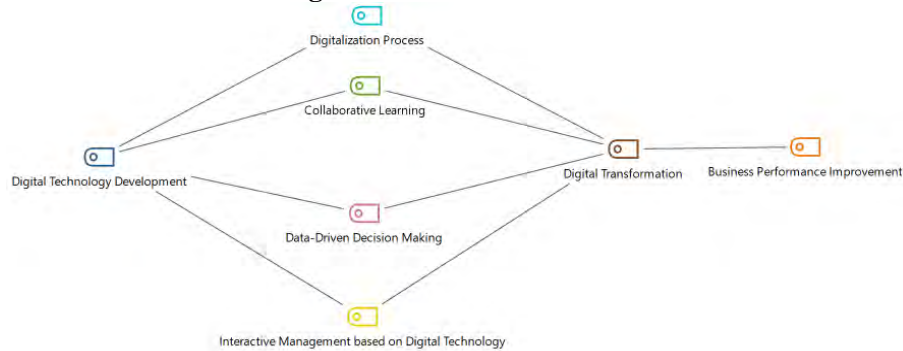 Digitalization Process
Collaborative Learning
Digital Technology Development
Digital Transformation
Business Performance Improvement
Data-Driven Decision Making
Interactive Management based on Digital Technology